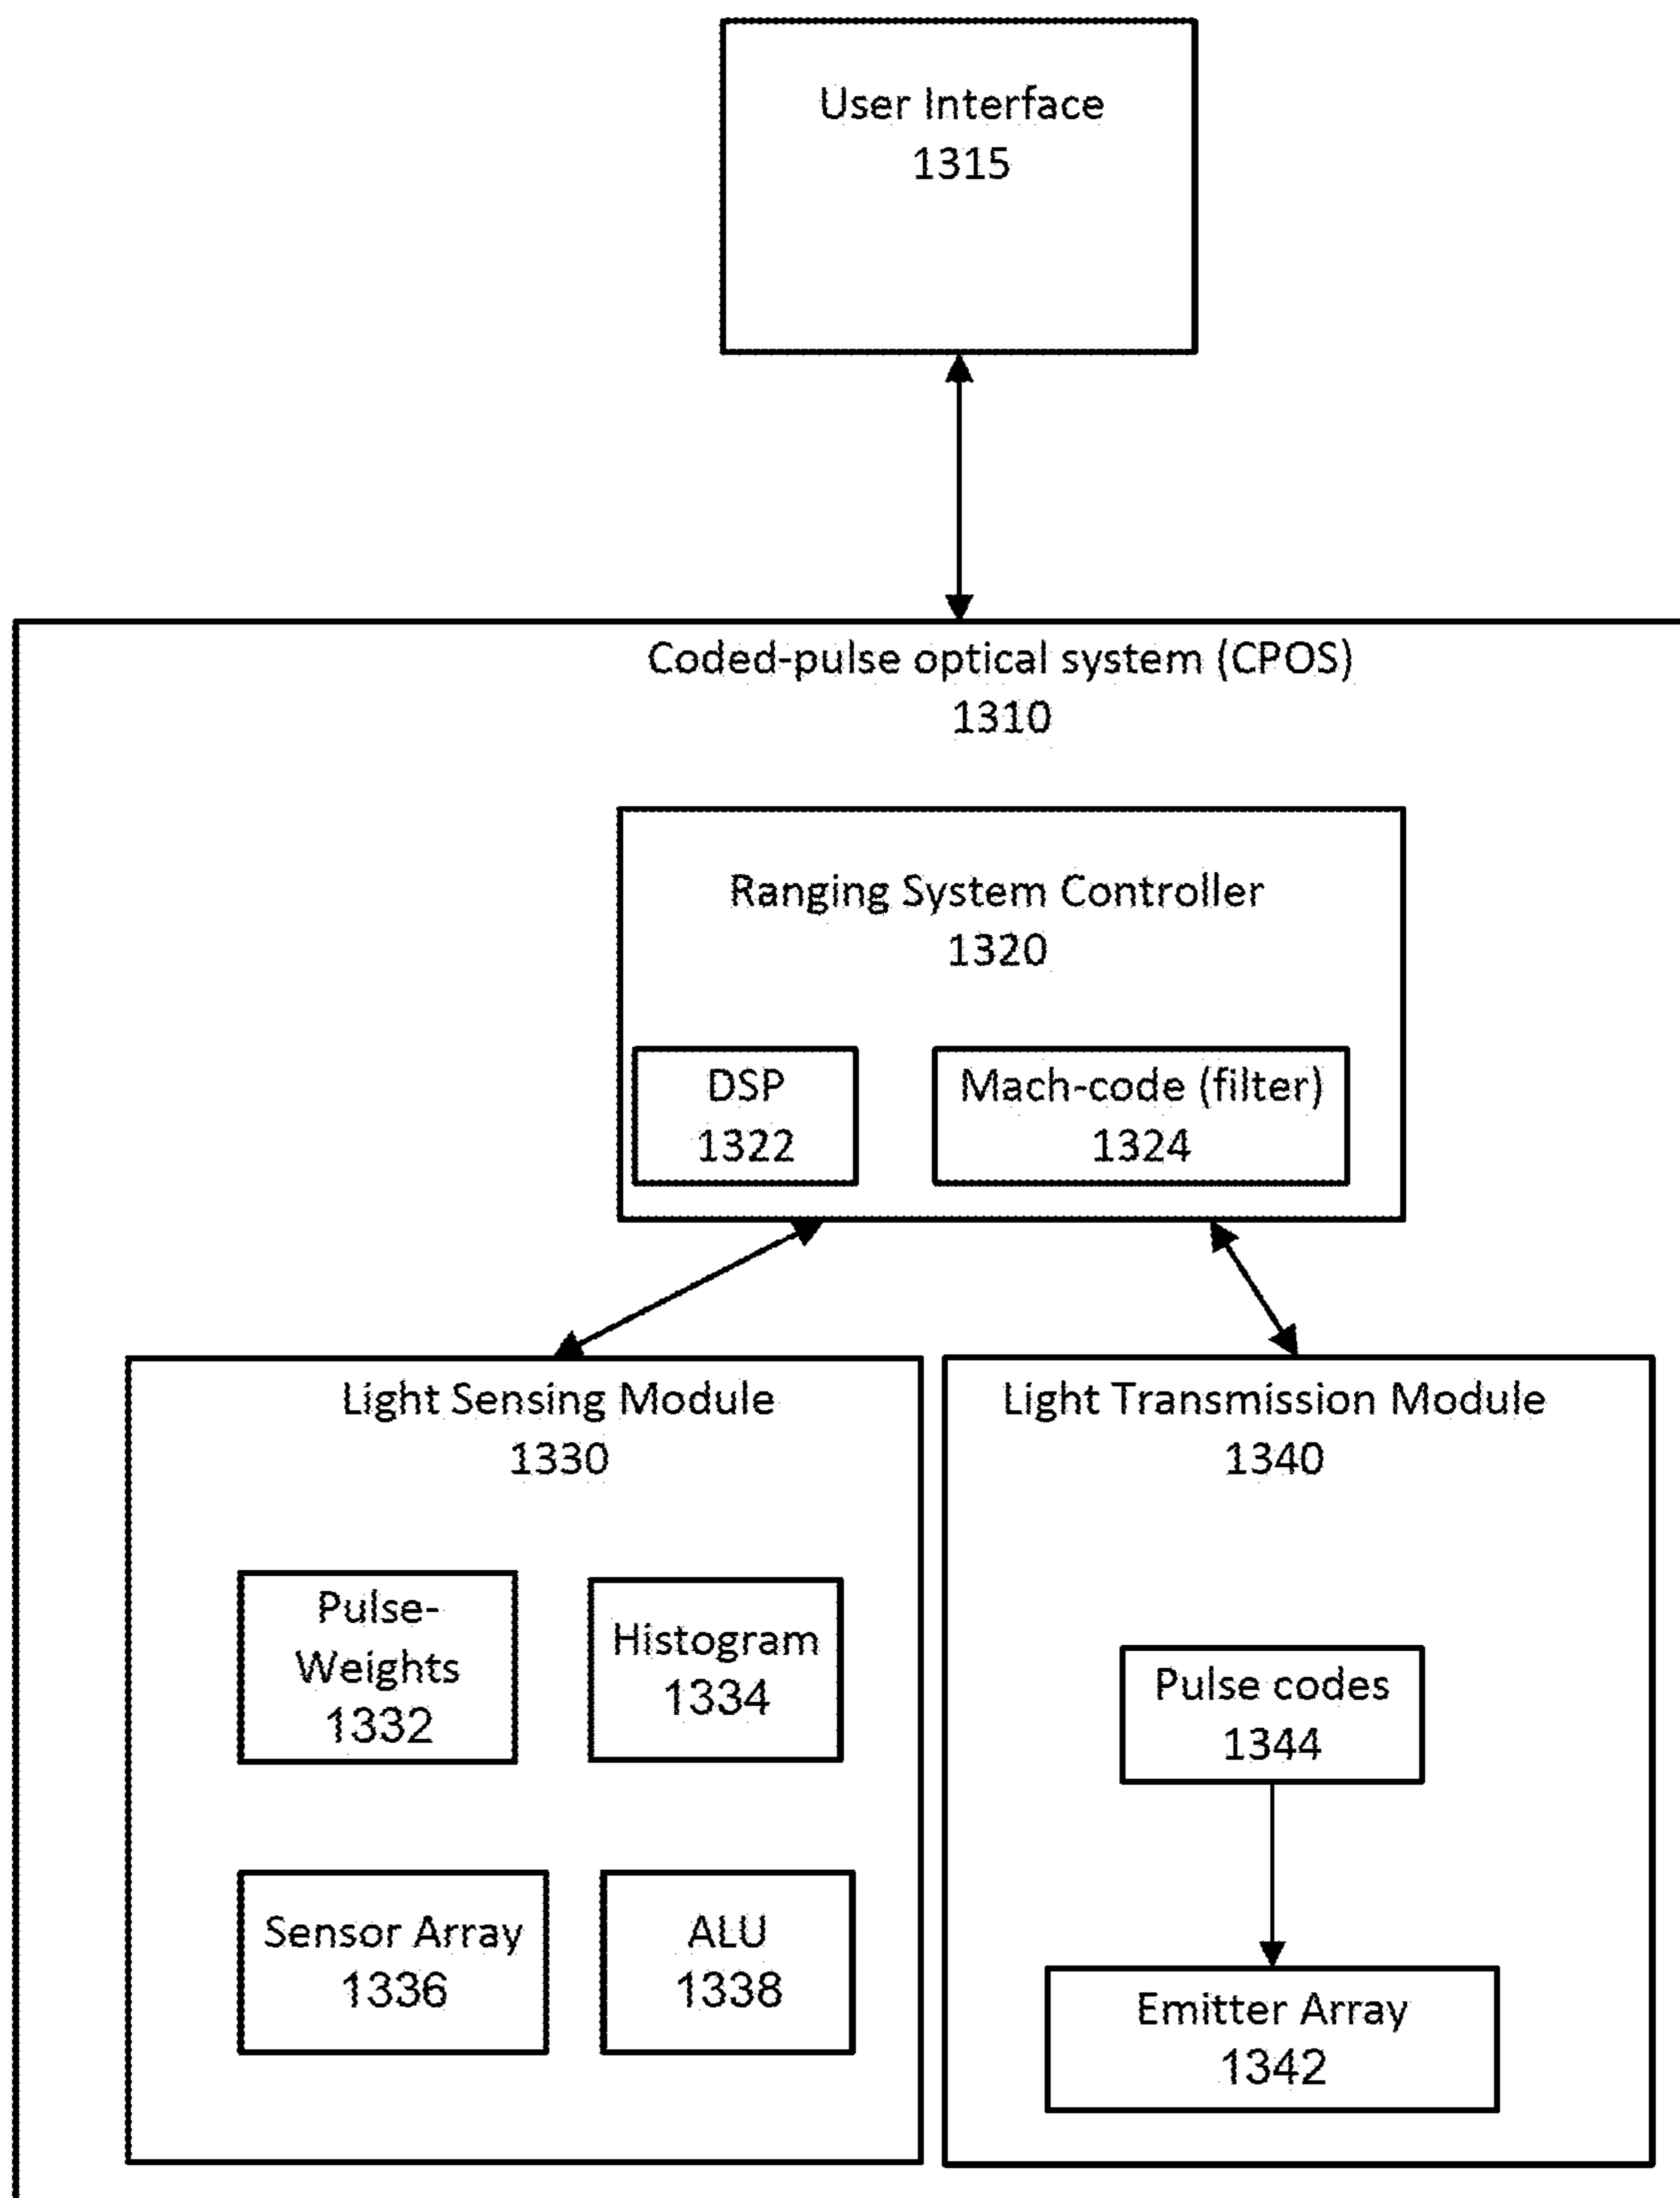 User Interface
1315
Coded-pulse optical system (CPOS)
1310
Ranging System Controller
1320
DSP
1322
Mach-code (filter)
1324
Light Sensing Module
1330
Pulse-
Weights
1332
Histogram
1334
Sensor Array
1336
ALU
1338
Light Transmission Module
1340
Pulse codes
1344
Emitter Array
1342